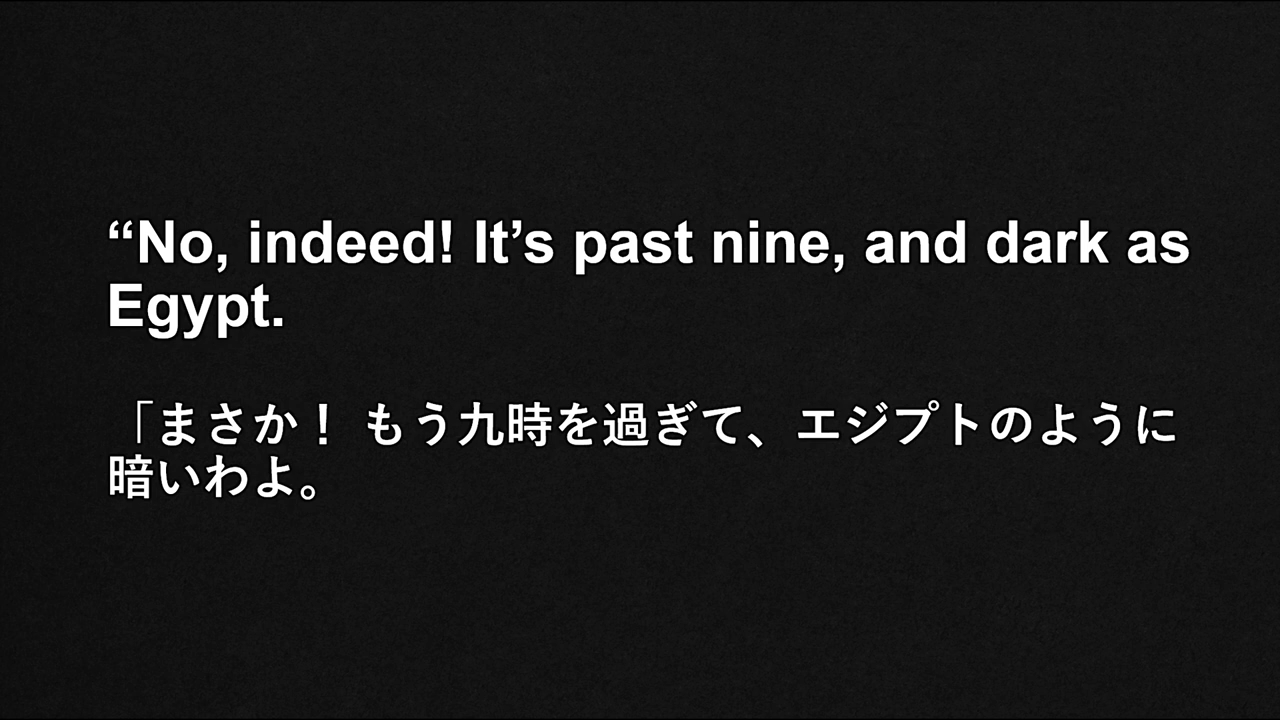 “No, indeed! It’s past nine, and dark as
Egypt.
「まさか！ もう九時を過ぎて、エジプトのように
暗いわよ。